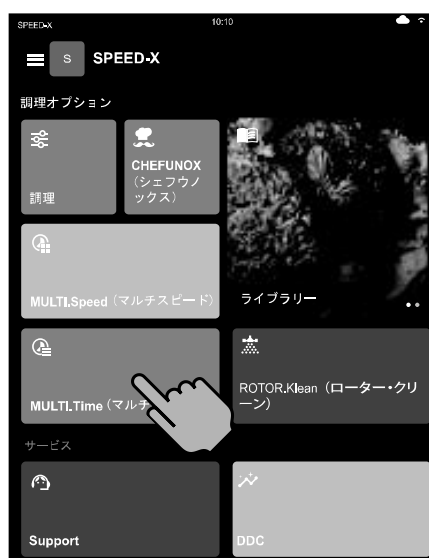 SPEED-X
10:10
S
SPEED-X
調理オプション
調理
CHEFUNOX
（シェフウノ
ックス）
MULTI.Speed（マルチスピード）
ライブラリー
MULTI.Time（マルチ
ROTOR.Klean（ローター・クリ
ーン）
サービス
Support
DDC